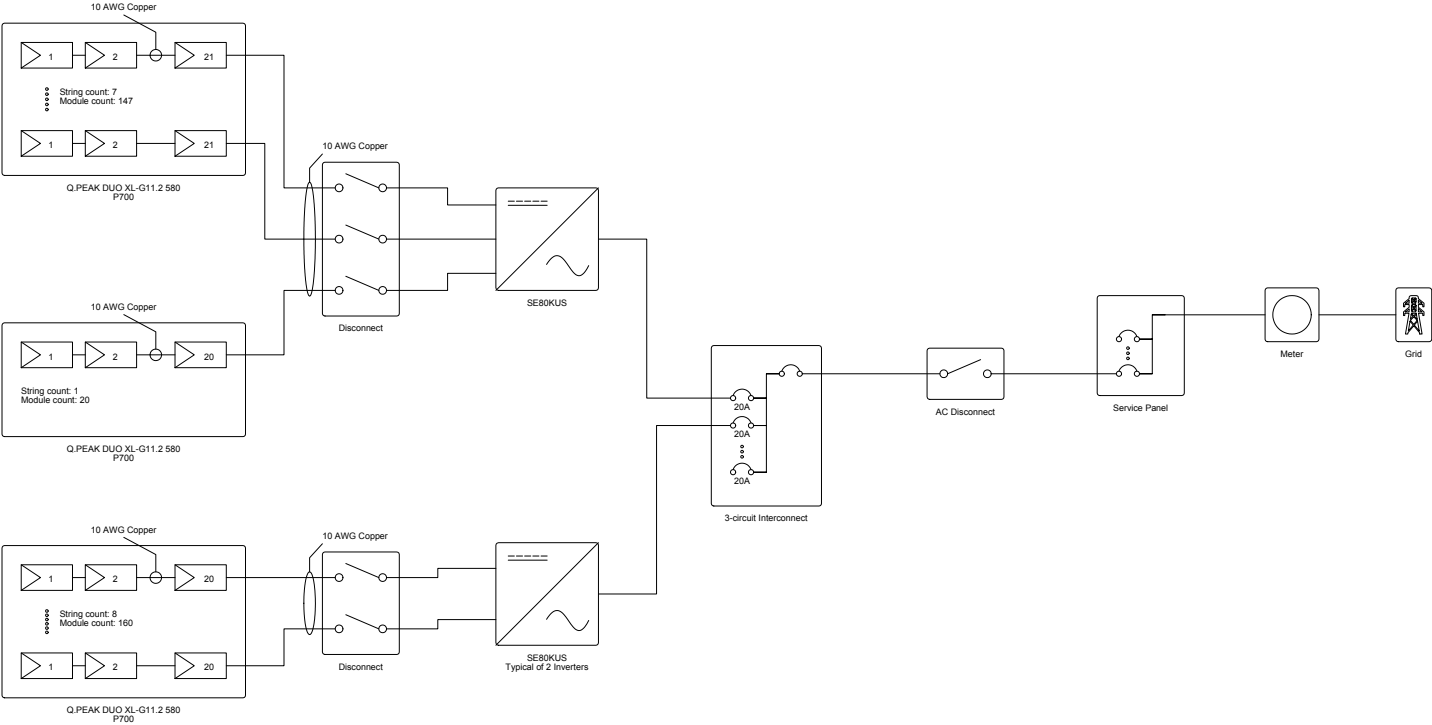 10 AWG Copper
1
2
21
String count: 7
Module count: 147
1
2
21
Q.PEAK DUO XL-G11.2 580
P700
10 AWG Copper
Disconnect
SE80KUS
10 AWG Copper
1
2
20
String count: 1
Module count: 20
Q.PEAK DUO XL-G11.2 580
P700
10 AWG Copper
1
2
20
String count: 8
Module count: 160
1
2
20
Q.PEAK DUO XL-G11.2 580
P700
10 AWG Copper
Disconnect
SE80KUS
Typical of 2 Inverters
20A
20A
20A
3-circuit Interconnect
AC Disconnect
Service Panel
Meter
Grid